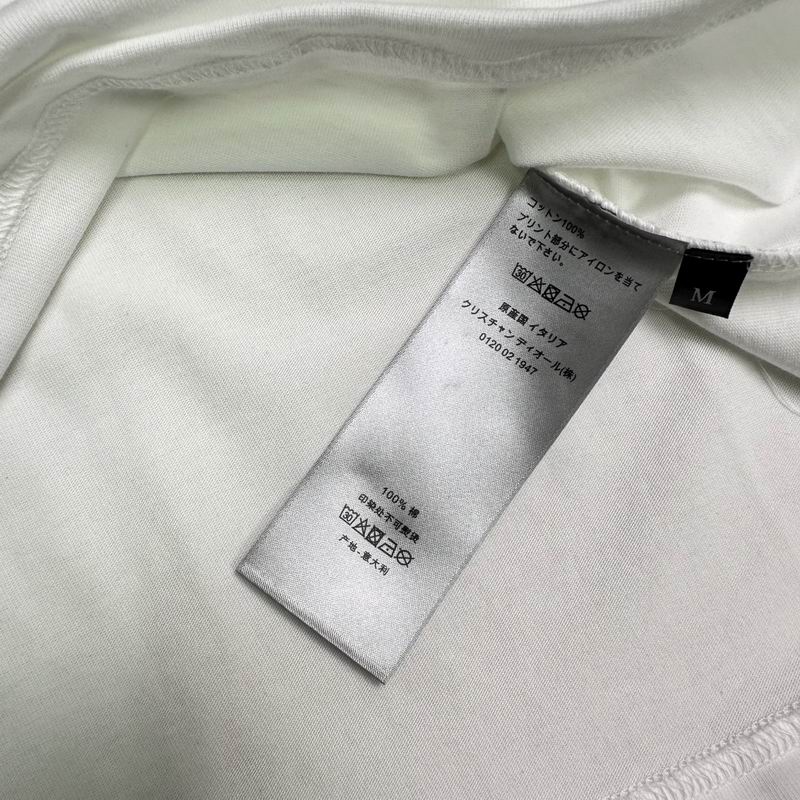 コットン100%
プリント部分にアイロンを当て
ないで下さい。
30
原産国 イタリア
クリスチャン ディオール(株)
0120 02 1947
100% 棉
印染处不可熨烫
30
产地 - 意大利
M